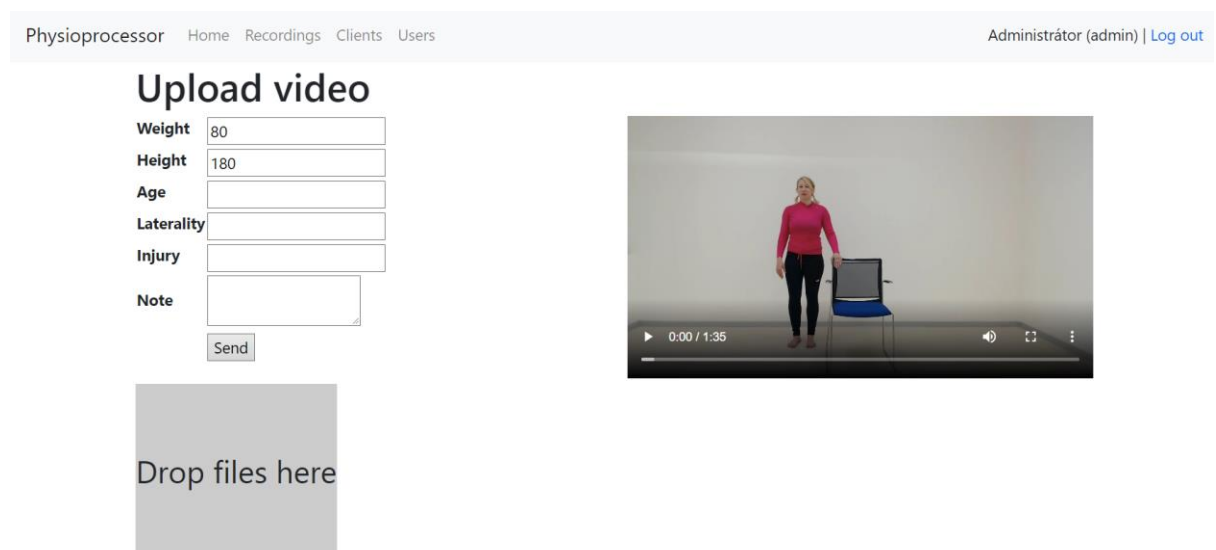 Physioprocessor Home Recordings Clients Users Administrátor (admin) | Log out
Upload video
Weight 80
Height 180
Age
Laterality
Injury
Note
Send
0:00 / 1:35
Drop files here